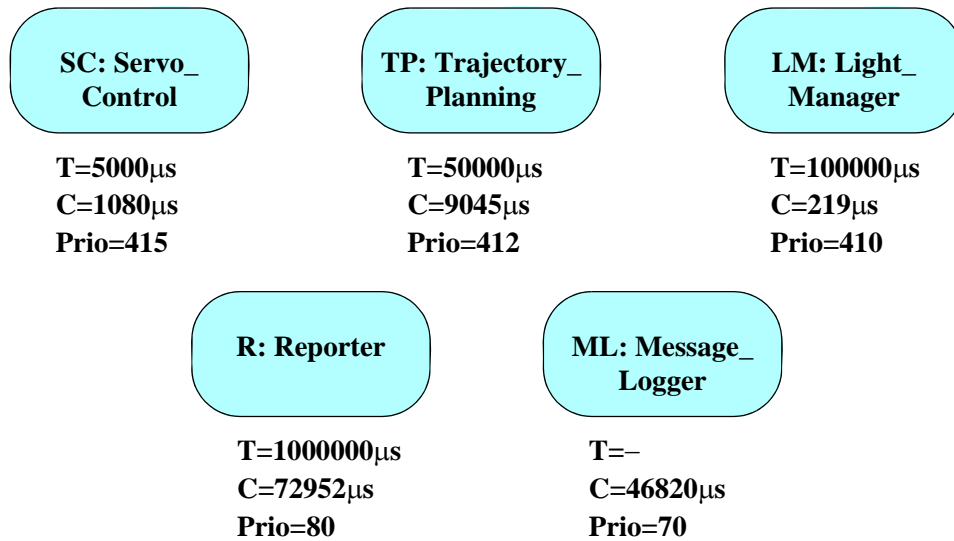 SC: Servo_
Control
T=5000μs
C=1080μs
Prio=415
TP: Trajectory_
Planning
T=50000μs
C=9045μs
Prio=412
LM: Light_
Manager
T=100000μs
C=219μs
Prio=410
R: Reporter
T=1000000μs
C=72952μs
Prio=80
ML: Message_
Logger
T=–
C=46820μs
Prio=70